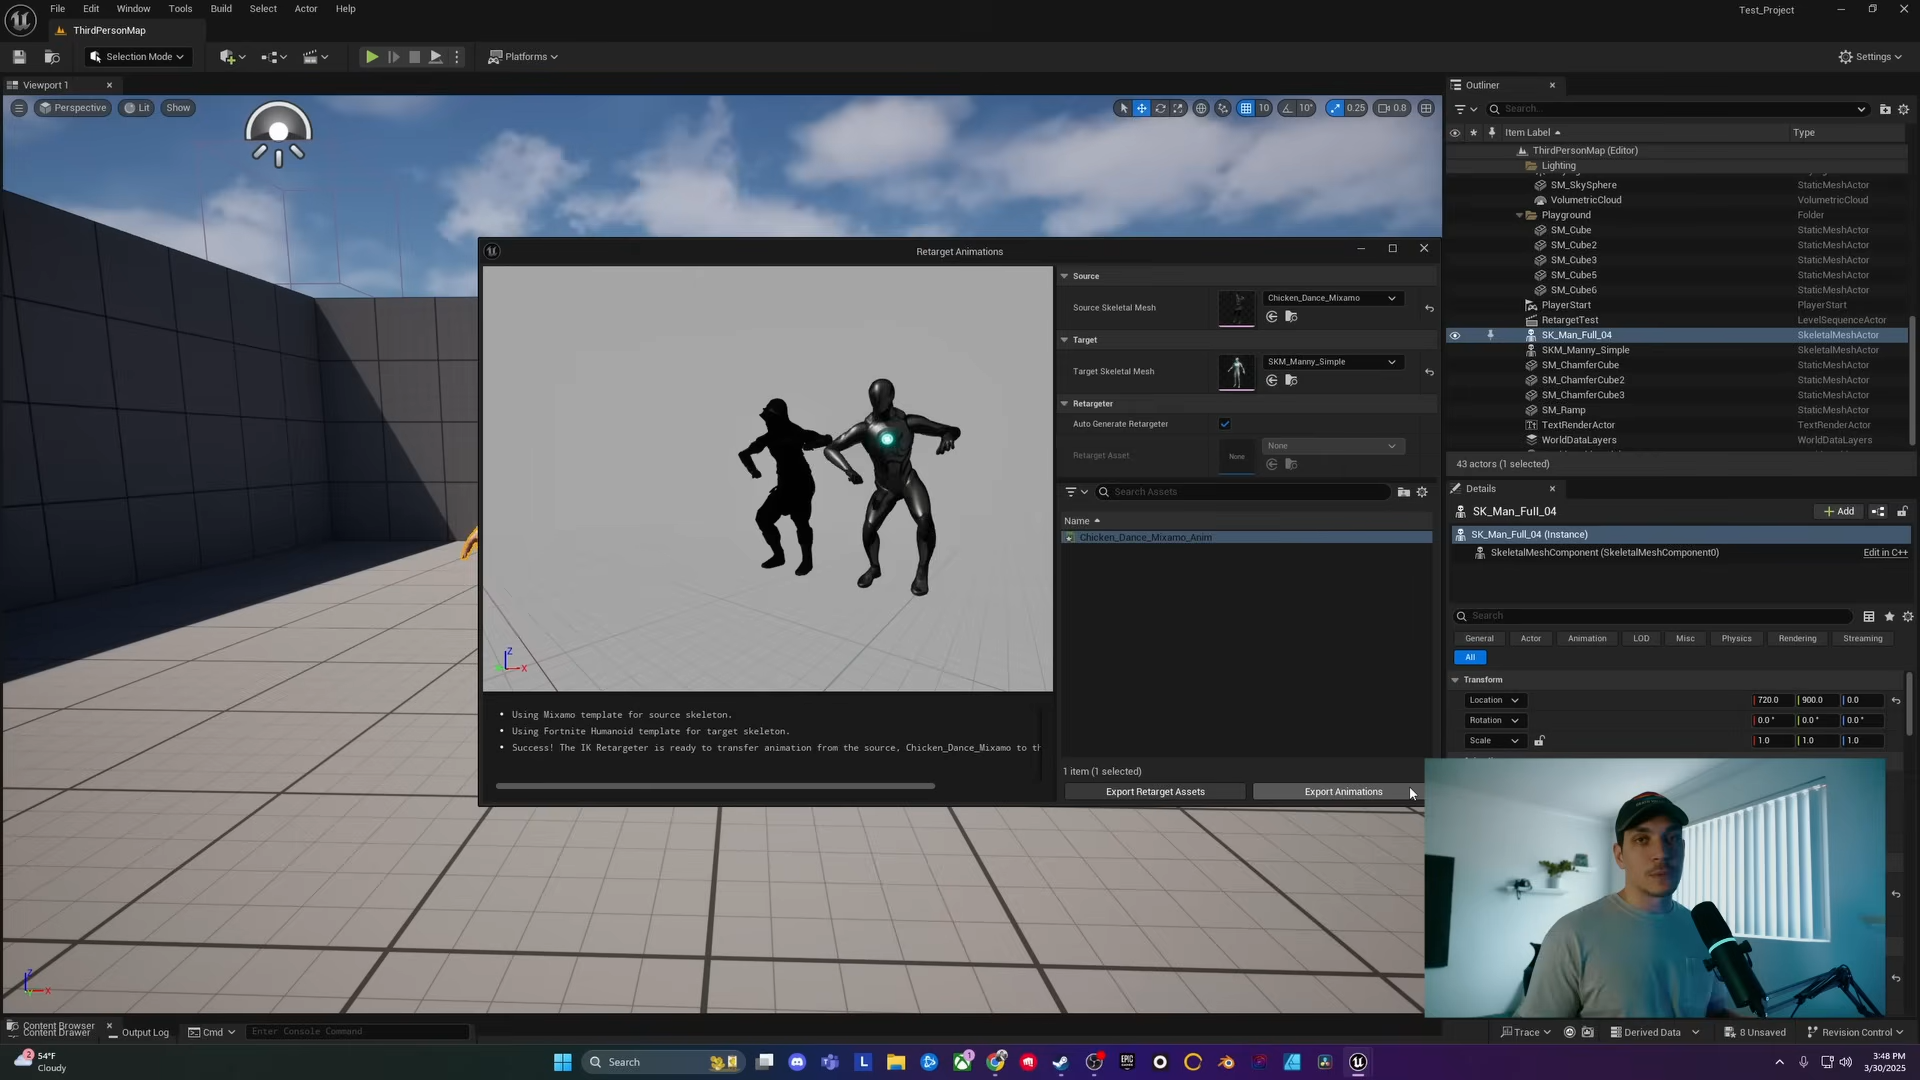 File Edit Window Tools Build Select Actor Help
Test_Project
ThirdPersonMap
Selection Mode
Platforms
Settings
Viewport 1
Perspective Lit Show
10 10° 0.25 0.8
Outliner
Search...
Item Label Type
ThirdPersonMap (Editor)
Lighting
SM_SkySphere StaticMeshActor
VolumetricCloud VolumetricCloud
Playground Folder
SM_Cube StaticMeshActor
SM_Cube2 StaticMeshActor
SM_Cube3 StaticMeshActor
SM_Cube5 StaticMeshActor
SM_Cube6 StaticMeshActor
PlayerStart PlayerStart
RetargetTest LevelSequenceActor
SK_Man_Full_04 SkeletalMeshActor
SKM_Manny_Simple SkeletalMeshActor
SM_ChamferCube StaticMeshActor
SM_ChamferCube2 StaticMeshActor
SM_ChamferCube3 StaticMeshActor
SM_Ramp StaticMeshActor
TextRenderActor TextRenderActor
WorldDataLayers WorldDataLayers
43 actors (1 selected)
Retarget Animations
Source
Source Skeletal Mesh
Chicken_Dance_Mixamo
Target
Target Skeletal Mesh
SKM_Manny_Simple
Retargeter
Auto Generate Retargeter
Retarget Asset
None
None
Search Assets
Name
Chicken_Dance_Mixamo_Anim
1 item (1 selected)
Export Retarget Assets
Export Animations
Z
X
• Using Mixamo template for source skeleton.
• Using Fortnite Humanoid template for target skeleton.
• Success! The IK Retargeter is ready to transfer animation from the source, Chicken_Dance_Mixamo to th
Details
SK_Man_Full_04
Add
SK_Man_Full_04 (Instance)
SkeletalMeshComponent (SkeletalMeshComponent0)
Edit in C++
Search
General Actor Animation LOD Misc Physics Rendering Streaming
All
Transform
Location 720.0 900.0 0.0
Rotation 0.0° 0.0° 0.0°
Scale 1.0 1.0 1.0
Z
X
Content Browser
Content Drawer
Output Log
Cmd
Enter Console Command
Trace
Derived Data
8 Unsaved
Revision Control
2
54°F
Cloudy
Search
1
EPIC
3:48 PM
3/30/2025